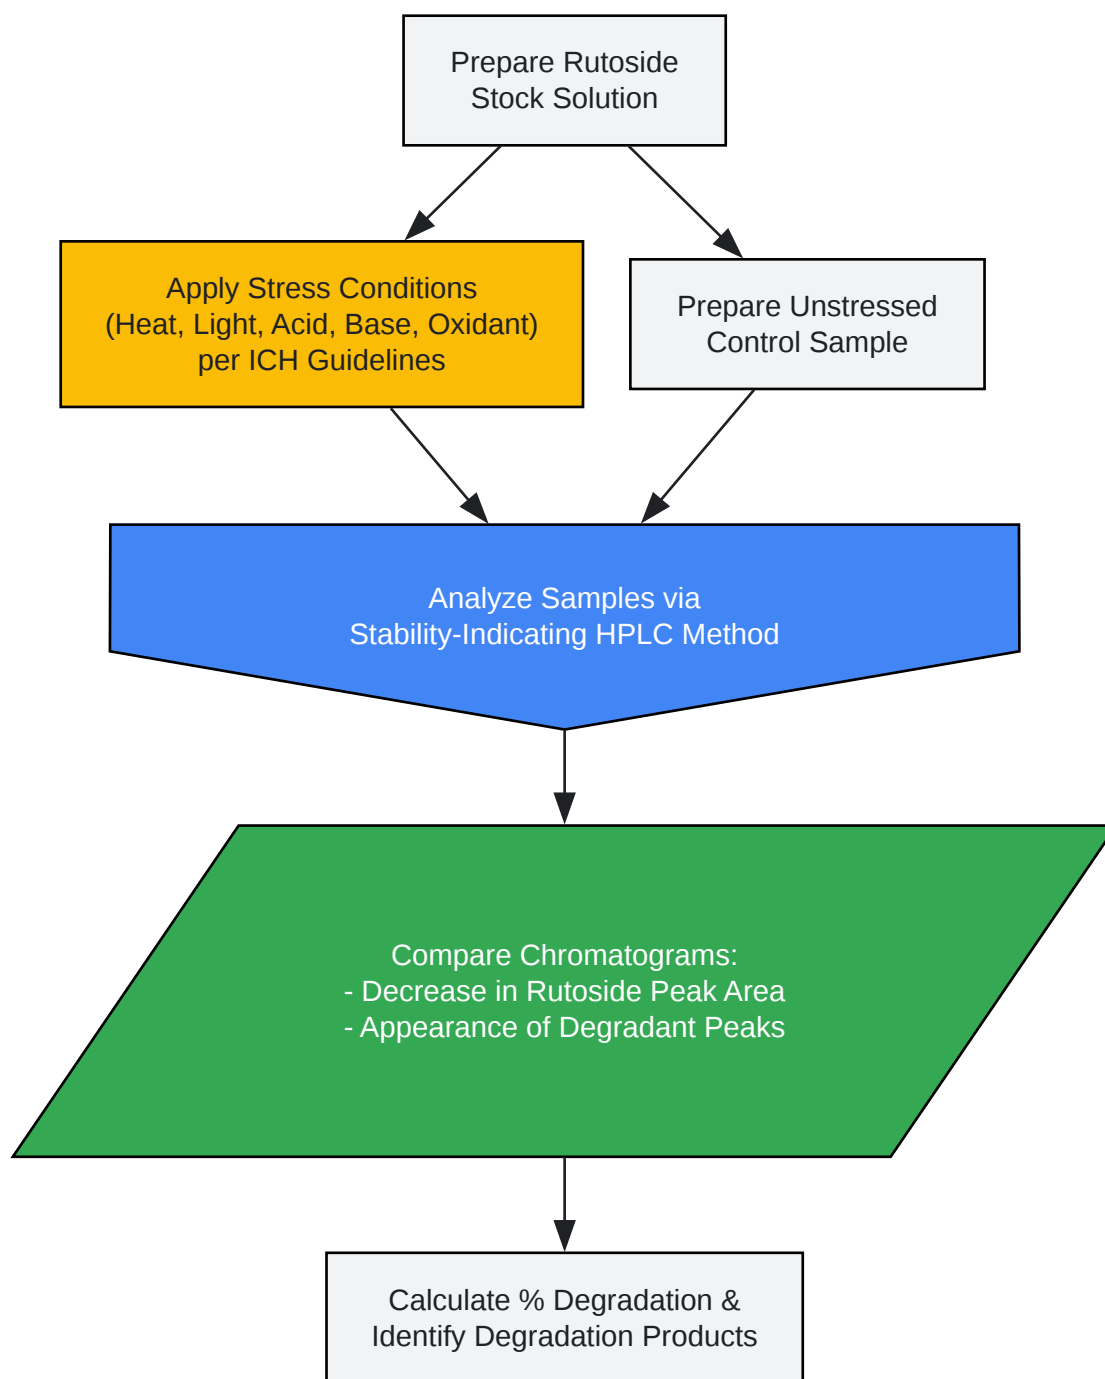 Prepare Rutoside
Stock Solution
Apply Stress Conditions
(Heat, Light, Acid, Base, Oxidant)
per ICH Guidelines
Prepare Unstressed
Control Sample
Analyze Samples via
Stability-Indicating HPLC Method
Compare Chromatograms:
- Decrease in Rutoside Peak Area
- Appearance of Degradant Peaks
Calculate % Degradation &
Identify Degradation Products